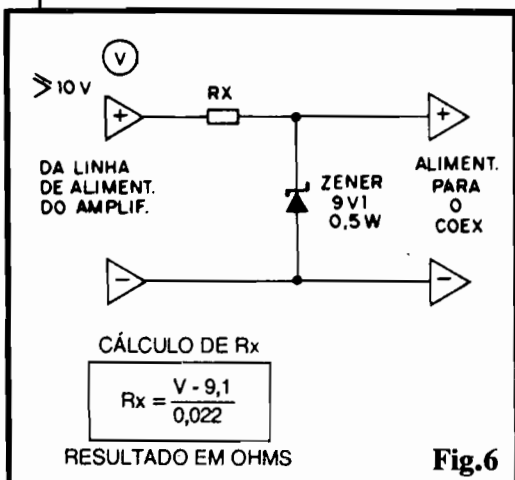 V
≥ 10 V
RX
+
+
DA LINHA
DE ALIMENT.
DO AMPLIF.
ZENER
9V1
0,5W
ALIMENT.
PARA
O
COEX
-
-
CÁLCULO DE Rx
Rx = V - 9,1 / 0,022
RESULTADO EM OHMS
Fig.6